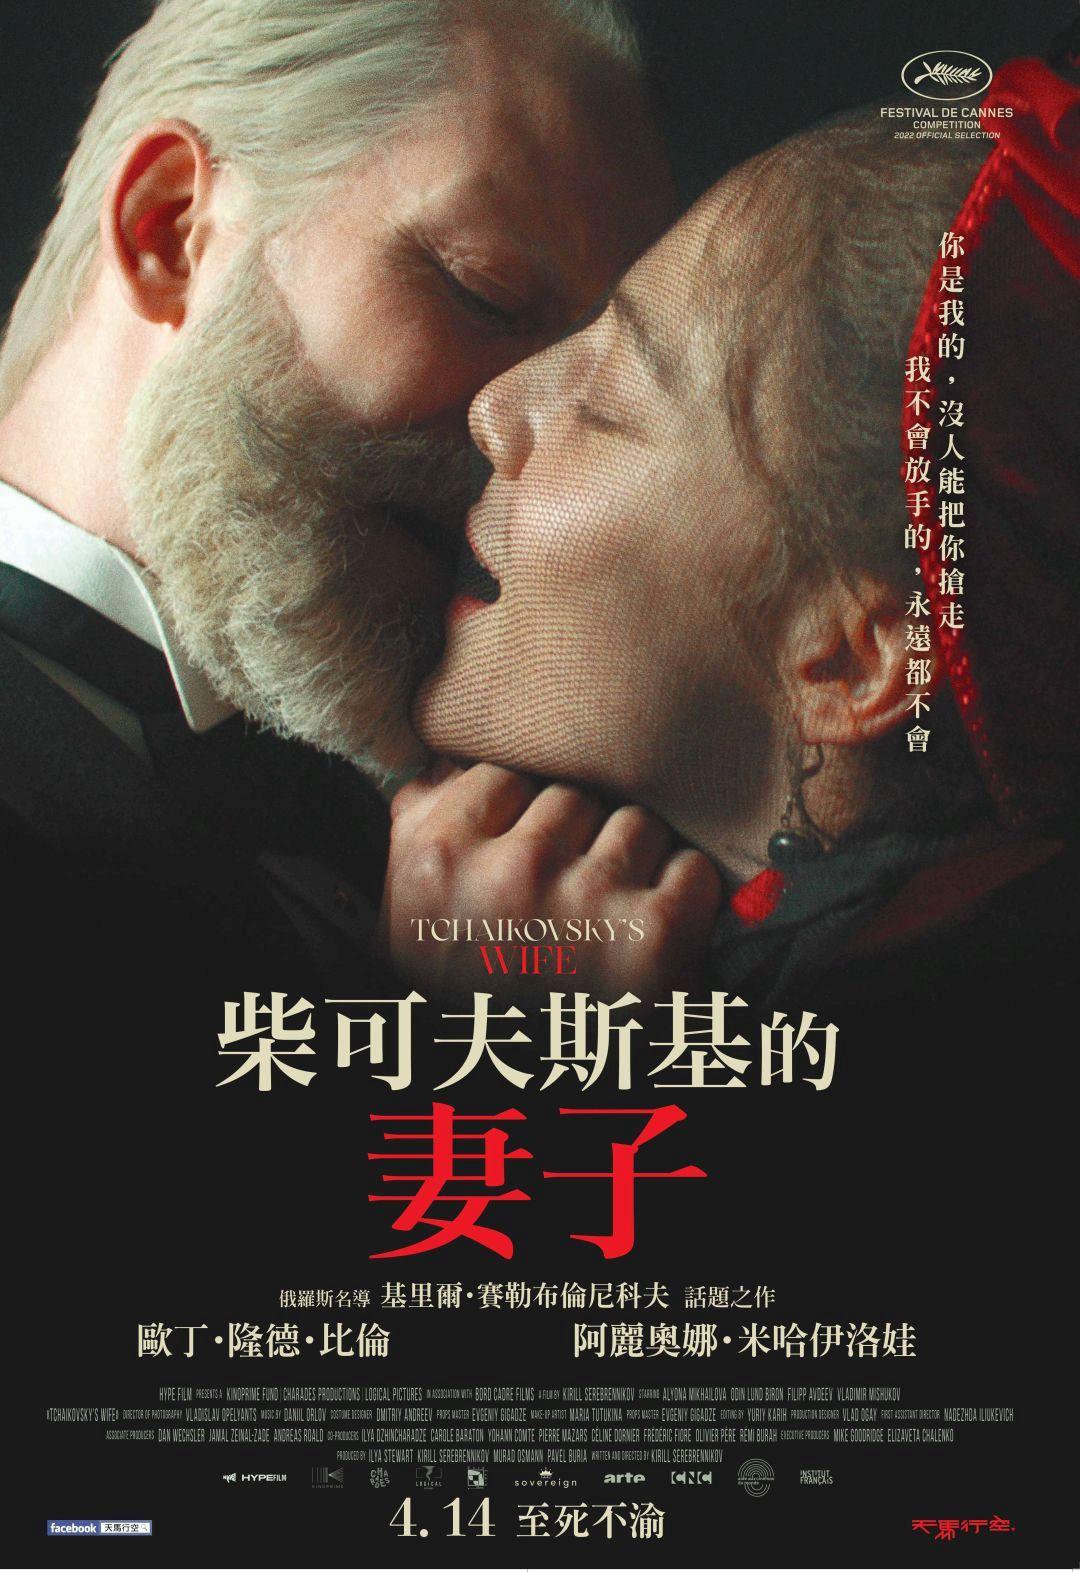 FESTIVAL DE CANNES
COMPETITION
2022 OFFICIAL SELECTION
你是我的，沒人能把你搶走
我不會放手的，永遠都不會
TCHAIKOVSKY'S
WIFE
柴可夫斯基的
妻子
俄羅斯名導 基里爾·賽勒布倫尼科夫 話題之作
歐丁·隆德·比倫 阿麗奧娜·米哈伊洛娃
HYPE FILM PRESENTS A KINOPRIME FUND | CHARADES PRODUCTIONS | LOGICAL PICTURES IN ASSOCIATION WITH BORD CADRE FILMS A FILM BY KIRILL SEREBRENNIKOV STARRING ALYONA MIKHAILOVA ODIN LUND BIRON FILIPP AVDEEV VLADIMIR MISHUKOV
«TCHAIKOVSKY'S WIFE» DIRECTOR OF PHOTOGRAPHY VLADISLAV OPELYANTS MUSIC BY DANIIL ORLOV COSTUME DESIGNER DMITRIY ANDREEV PROPS MASTER EVGENIY GIGADZE MAKE-UP ARTIST MARIA TUTUKINA PROPS MASTER EVGENIY GIGADZE EDITING BY YURIY KARIH PRODUCTION DESIGNER VLAD OGAY FIRST ASSISTANT DIRECTOR NADEZHDA ILIUKEVICH
ASSOCIATE PRODUCERS DAN WECHSLER JAMAL ZEINAL-ZADE ANDREAS ROALD CO-PRODUCERS ILYA DZHINCHARADZE CAROLE BARATON YOHANN COMTE PIERRE MAZARS CÉLINE DORNIER FRÉDÉRIC FIORE OLIVIER PÈRE RÉMI BURAH EXECUTIVE PRODUCERS MIKE GOODRIDGE ELIZAVETA CHALENKO
PRODUCED BY ILYA STEWART KIRILL SEREBRENNIKOV MURAD OSMANN PAVEL BURIA WRITTEN AND DIRECTED BY KIRILL SEREBRENNIKOV
HYPEFILM KINOPRIME CHARADES LOGICAL sovereign arte CNC aide aux cinémas du monde INSTITUT FRANÇAIS
4.14 至死不渝
facebook 天馬行空
天馬行空